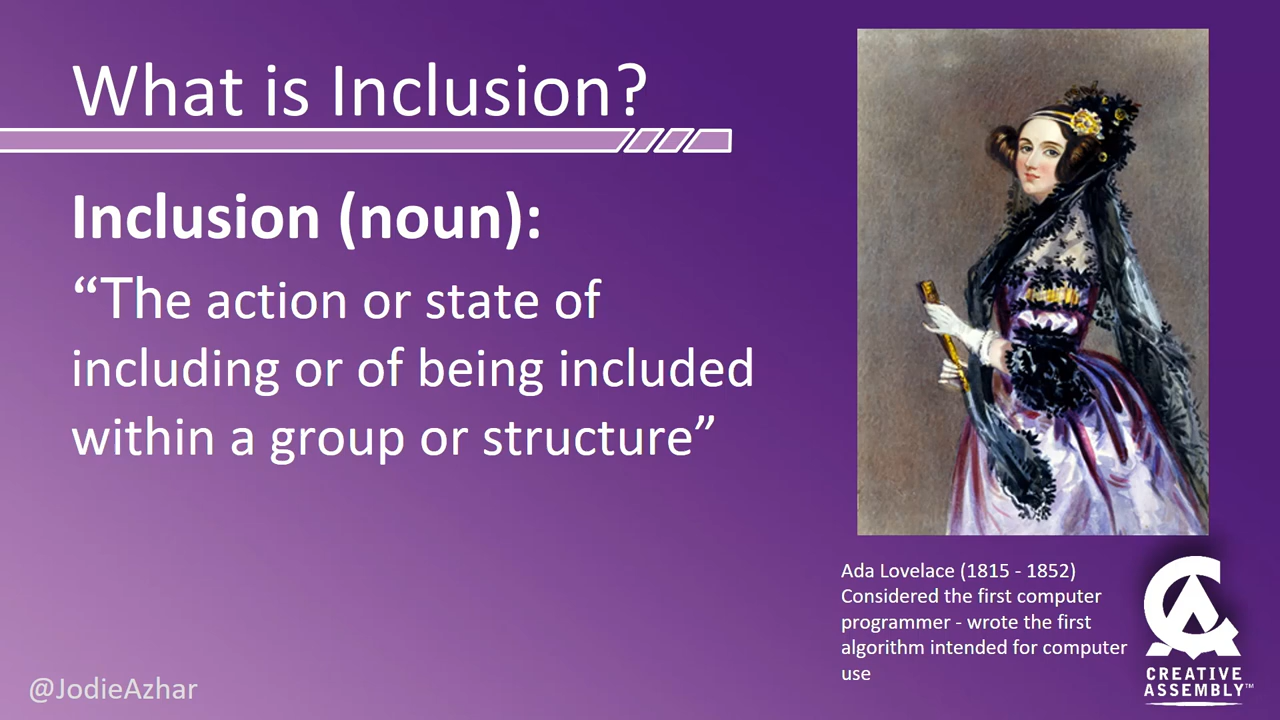 What is Inclusion?
Inclusion (noun):
“The action or state of
including or of being included
within a group or structure”
Ada Lovelace (1815 - 1852)
Considered the first computer
programmer - wrote the first
algorithm intended for computer
use
@JodieAzhar
CREATIVE
ASSEMBLY™